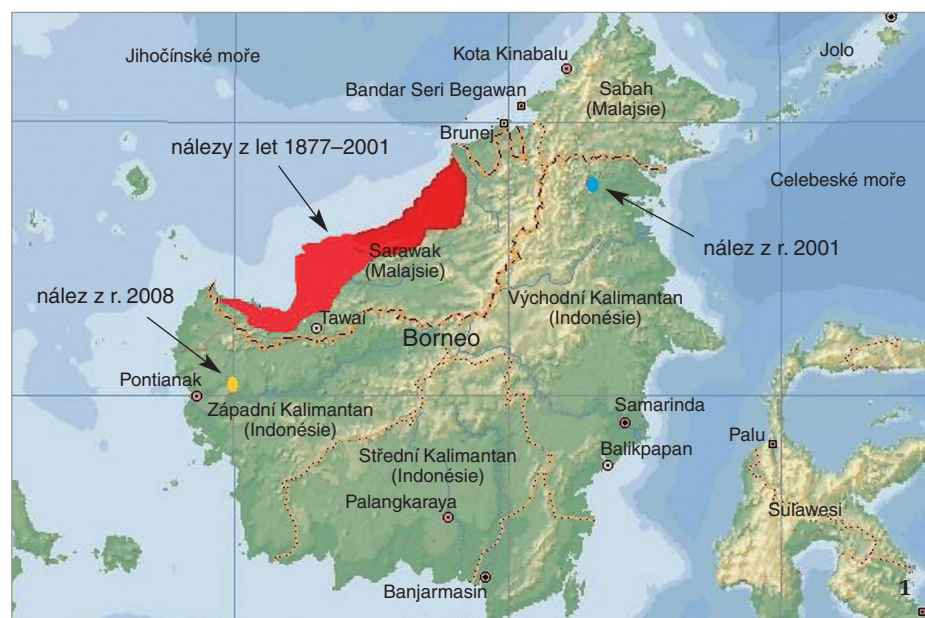 Jihočínské moře
Kota Kinabalu
Jolo
Sabah
(Malajsie)
Bandar Seri Begawan
Brunej
nálezy z let 1877–2001
Celebeské moře
nález z r. 2001
Sarawak
(Malajsie)
nález z r. 2008
Východní Kalimantan
(Indonésie)
Tawai
Borneo
Pontianak
Západní Kalimantan
(Indonésie)
Samarinda
Palu
Balikpapan
Střední Kalimantan
(Indonésie)
Palangkaraya
Sulawesi
Banjarmasin
1